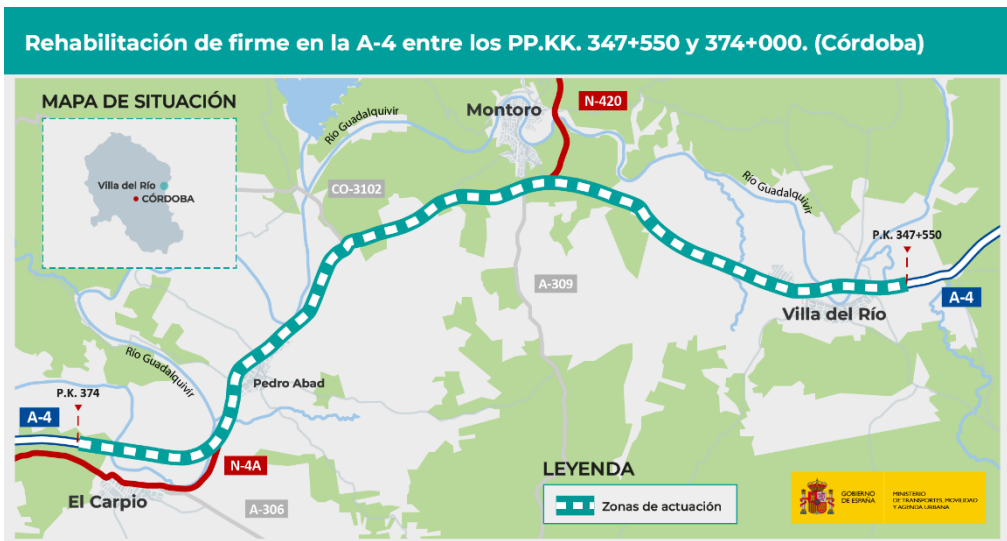 Rehabilitación de firme en la A-4 entre los PP.KK. 347+550 y 374+000. (Córdoba)
MAPA DE SITUACIÓN
Villa del Río
CÓRDOBA
Río Guadalquivir
Montoro
N-420
CO-3102
Río Guadalquivir
P.K. 347+550
A-309
A-4
Villa del Río
Río Guadalquivir
Pedro Abad
P.K. 374
A-4
N-4A
El Carpio
A-306
LEYENDA
Zonas de actuación
GOBIERNO
DE ESPAÑA
MINISTERIO
DE TRANSPORTES, MOVILIDAD
Y AGENDA URBANA